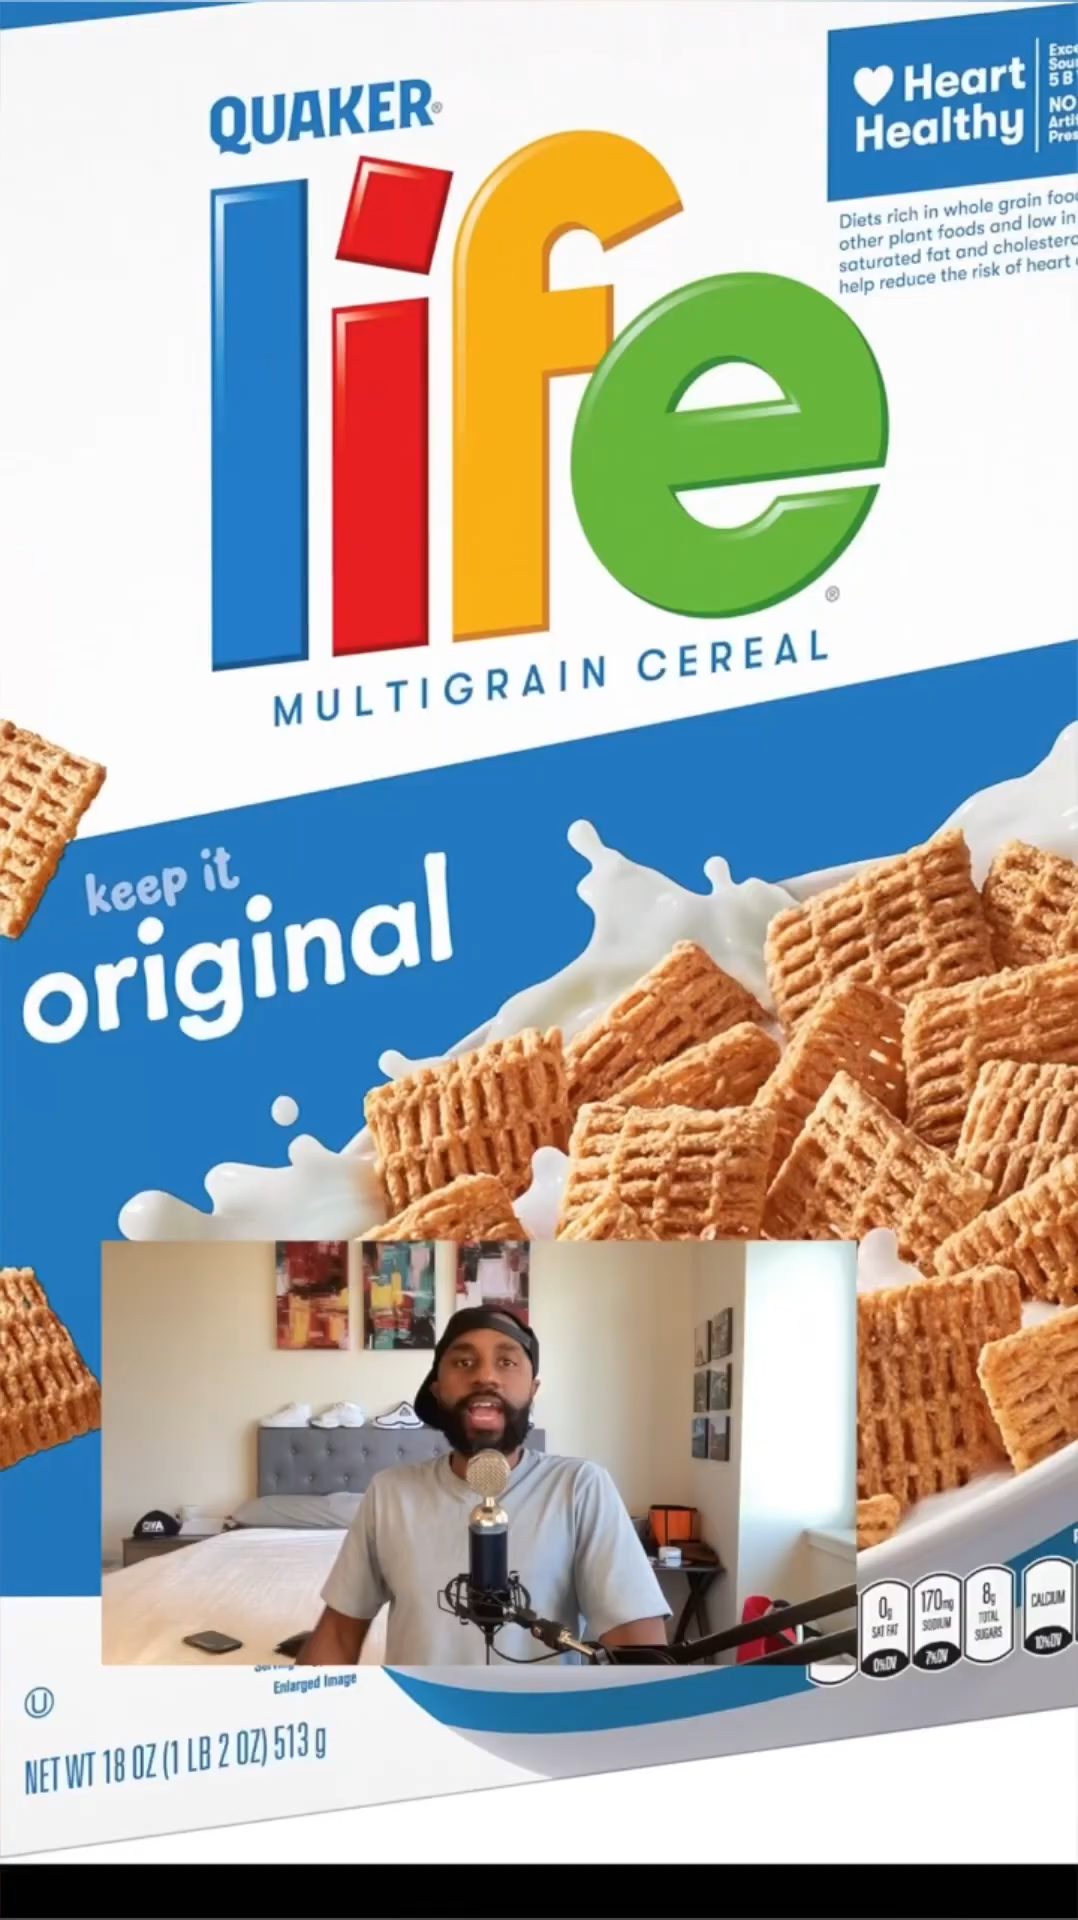 QUAKER®
life®
MULTIGRAIN CEREAL
Heart
Healthy
NO
Diets rich in whole grain
other plant foods and low in
saturated fat and
help reduce the risk of heart
keep it
original
OYA
0g
SAT FAT
0%DV
170mg
SODIUM
7%DV
8g
TOTAL
SUGARS
CALCIUM
10%DV
Enlarged Image
U
NET WT 18 OZ (1 LB 2 OZ) 513 g